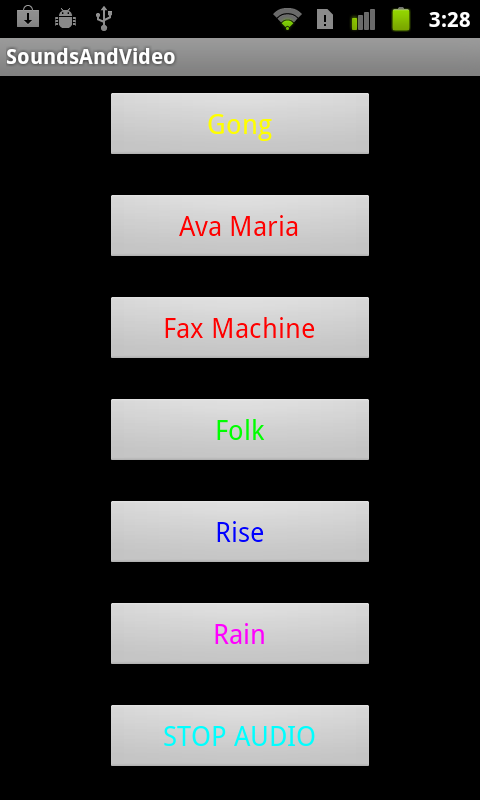 3:28
SoundsAndVideo
Gong
Ava Maria
Fax Machine
Folk
Rise
Rain
STOP AUDIO